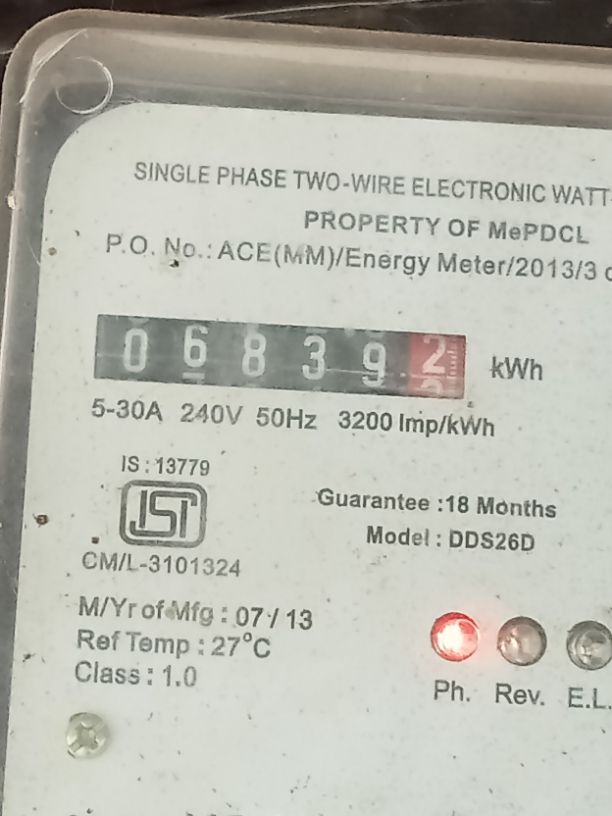 SINGLE PHASE TWO-WIRE ELECTRONIC WATT-
PROPERTY OF MePDCL
P.O. No.: ACE(MM)/Energy Meter/2013/3
0 6 8 3 9 2 kWh
5-30A 240V 50Hz 3200 Imp/kWh
IS : 13779
ISI
CM/L-3101324
Guarantee :18 Months
Model : DDS26D
M/Yr of Mfg : 07 / 13
Ref Temp : 27°C
Class : 1.0
Ph. Rev. E.L.